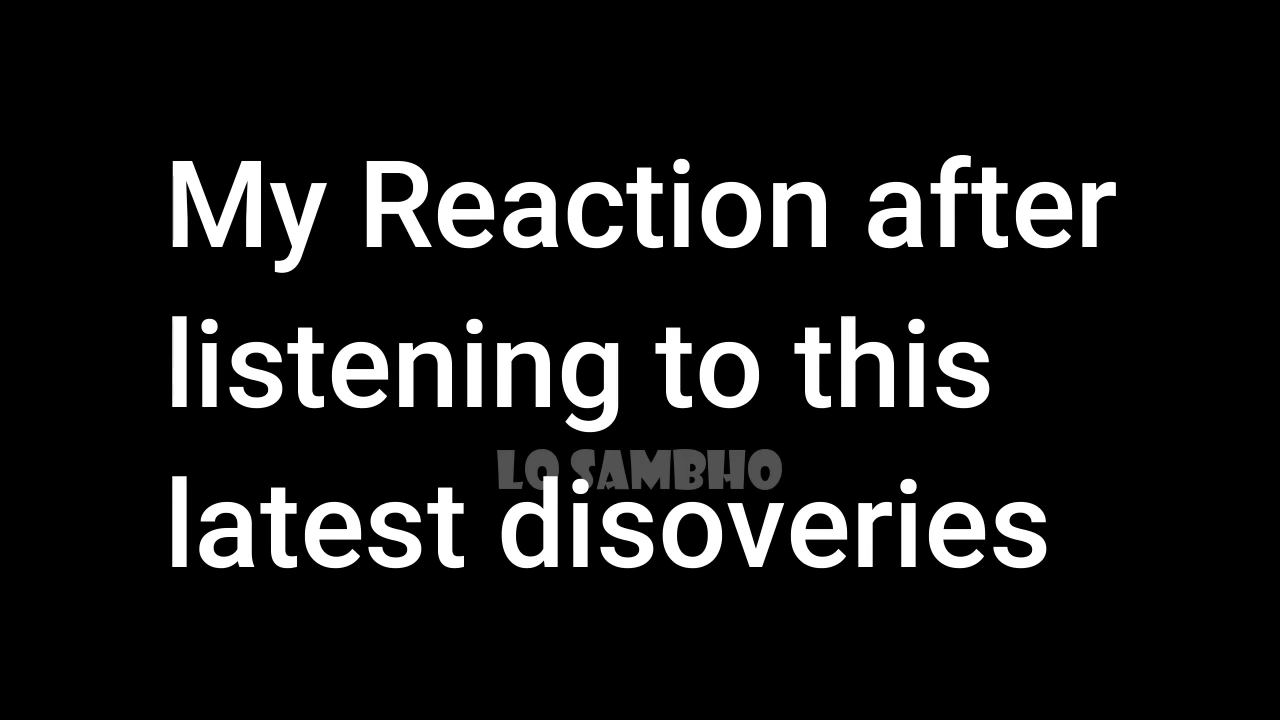 My Reaction after
listening to this
LO SAMBHO
latest disoveries